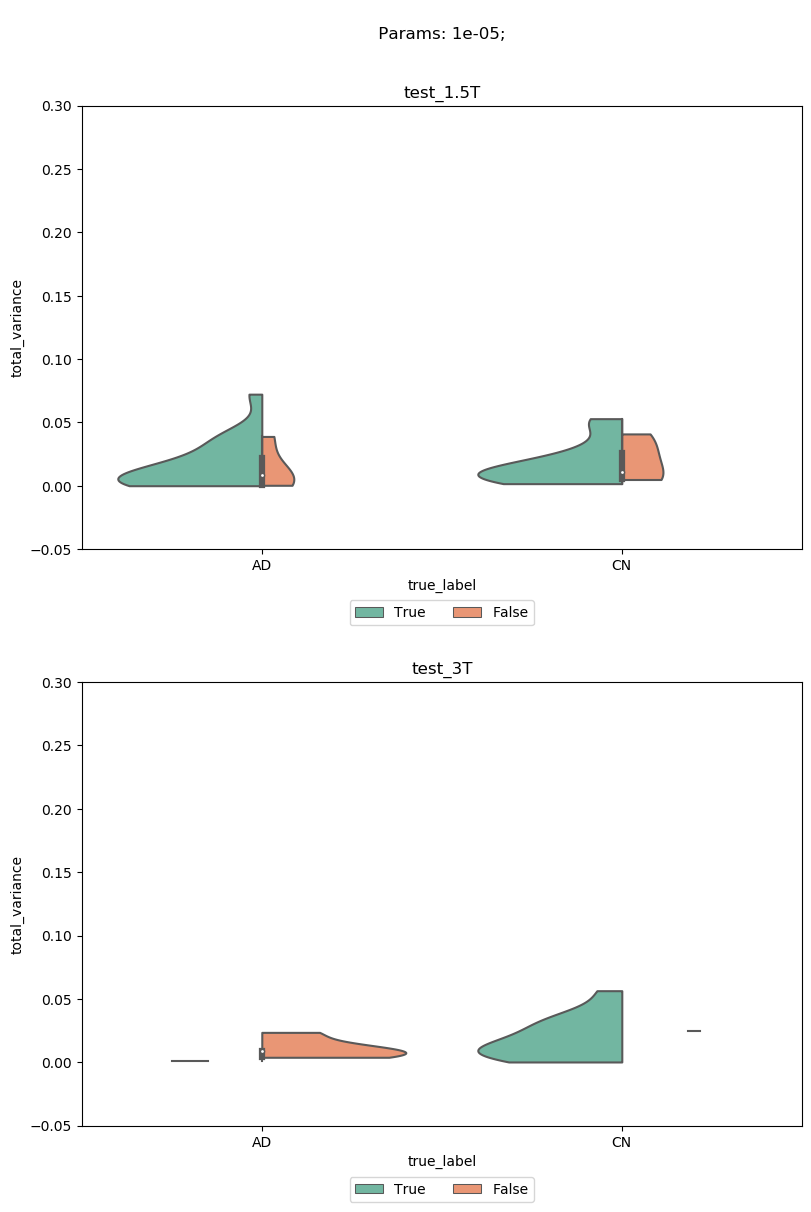 Params: 1e-05;
test_1.5T
0.30
0.25
0.20
0.15
0.10
0.05
0.00
−0.05
total_variance
AD CN
true_label
True False
test_3T
0.30
0.25
0.20
0.15
0.10
0.05
0.00
−0.05
total_variance
AD CN
true_label
True False